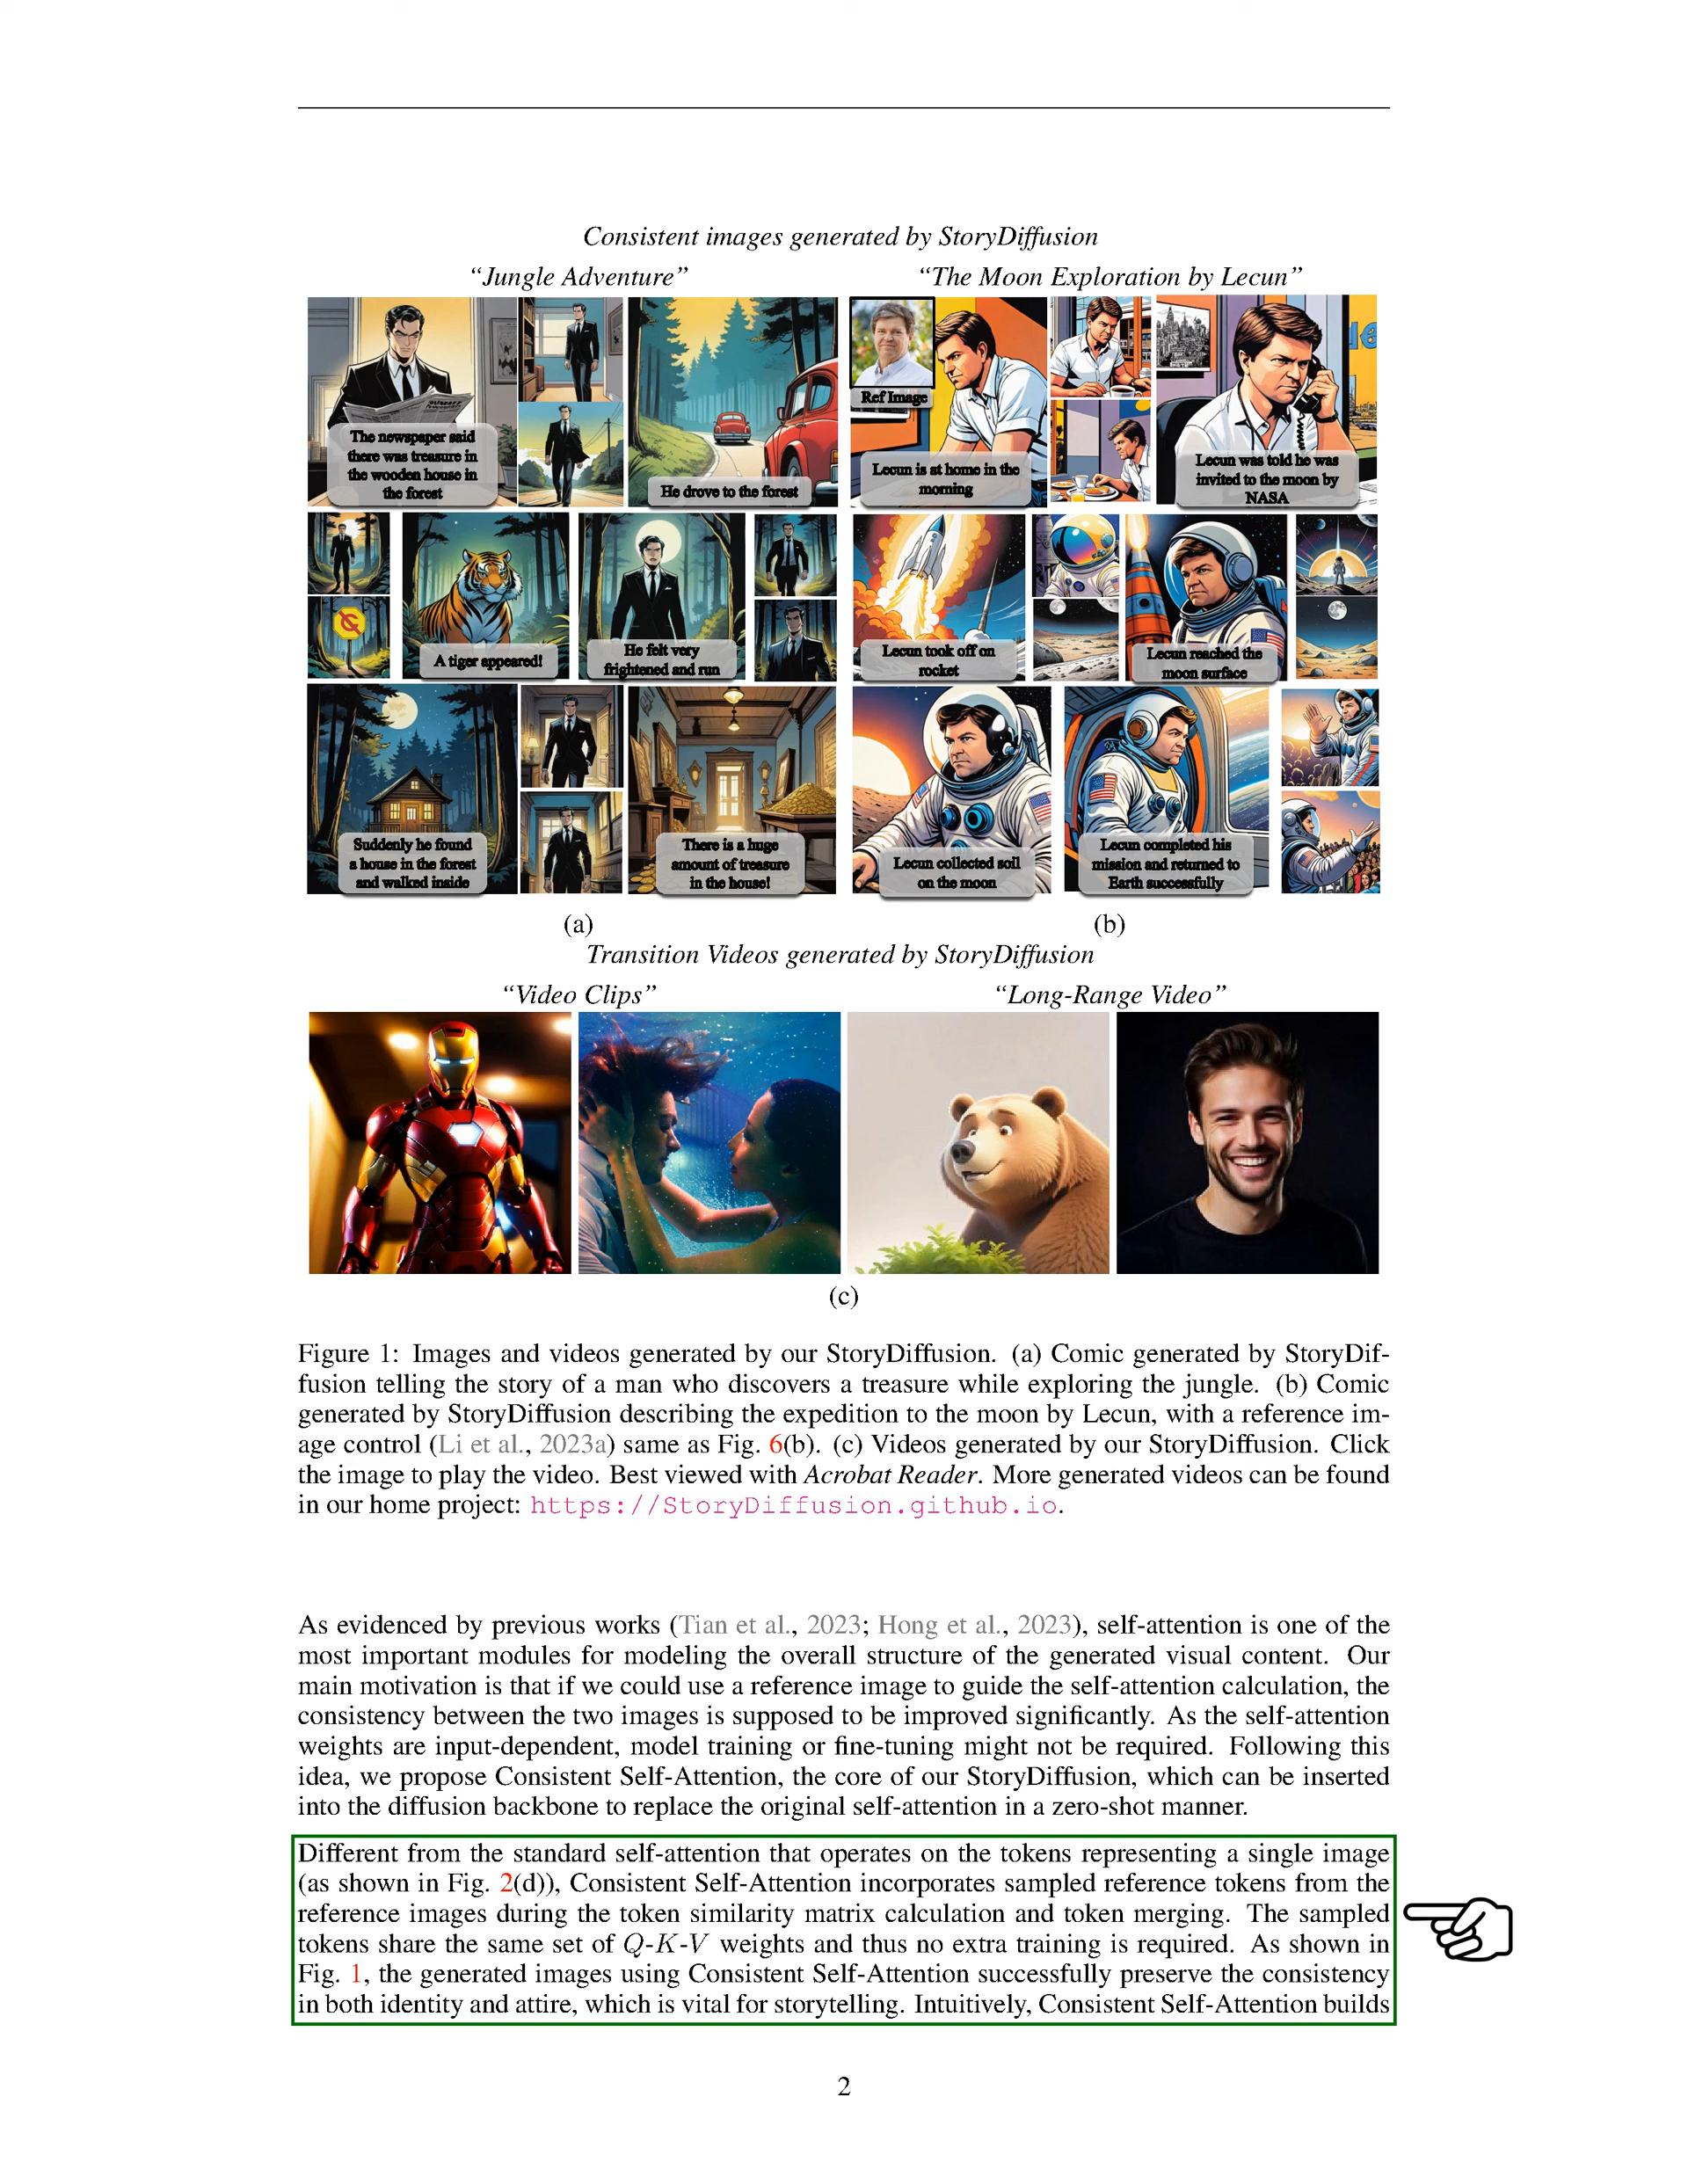 Consistent images generated by StoryDiffusion
“Jungle Adventure”
“The Moon Exploration by Lecun”
The newspaper said
there was treasure in
the wooden house in
the forest
He drove to the forest
Ref Image
Lecun is at home in the
morning
Lecun was told he was
invited to the moon by
NASA
A tiger appeared!
He felt very
frightened and run
Lecun took off on
rocket
Lecun reached the
moon surface
Suddenly he found
a house in the forest
and walked inside
There is a huge
amount of treasure
in the house!
Lecun collected soil
on the moon
Lecun completed his
mission and returned to
Earth successfully
(a)
(b)
Transition Videos generated by StoryDiffusion
“Video Clips”
“Long-Range Video”
(c)
Figure 1: Images and videos generated by our StoryDiffusion. (a) Comic generated by StoryDif-
fusion telling the story of a man who discovers a treasure while exploring the jungle. (b) Comic
generated by StoryDiffusion describing the expedition to the moon by Lecun, with a reference im-
age control (Li et al., 2023a) same as Fig. 6(b). (c) Videos generated by our StoryDiffusion. Click
the image to play the video. Best viewed with Acrobat Reader. More generated videos can be found
in our home project: https://StoryDiffusion.github.io.
As evidenced by previous works (Tian et al., 2023; Hong et al., 2023), self-attention is one of the
most important modules for modeling the overall structure of the generated visual content. Our
main motivation is that if we could use a reference image to guide the self-attention calculation, the
consistency between the two images is supposed to be improved significantly. As the self-attention
weights are input-dependent, model training or fine-tuning might not be required. Following this
idea, we propose Consistent Self-Attention, the core of our StoryDiffusion, which can be inserted
into the diffusion backbone to replace the original self-attention in a zero-shot manner.
Different from the standard self-attention that operates on the tokens representing a single image
(as shown in Fig. 2(d)), Consistent Self-Attention incorporates sampled reference tokens from the
reference images during the token similarity matrix calculation and token merging. The sampled
tokens share the same set of Q-K-V weights and thus no extra training is required. As shown in
Fig. 1, the generated images using Consistent Self-Attention successfully preserve the consistency
in both identity and attire, which is vital for storytelling. Intuitively, Consistent Self-Attention builds
2